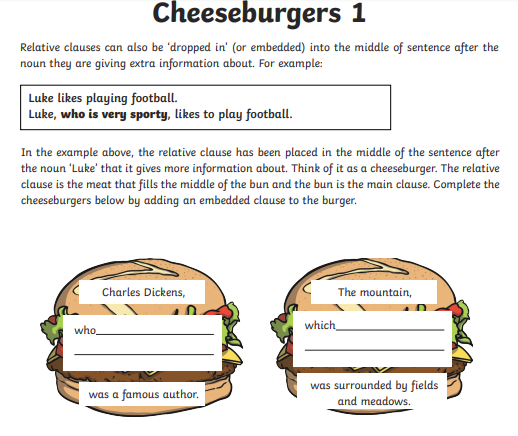 Cheeseburgers 1
Relative clauses can also be ‘dropped in’ (or embedded) into the middle of sentence after the
noun they are giving extra information about. For example:
Luke likes playing football.
Luke, who is very sporty, likes to play football.
In the example above, the relative clause has been placed in the middle of the sentence after
the noun ‘Luke’ that it gives more information about. Think of it as a cheeseburger. The relative
clause is the meat that fills the middle of the bun and the bun is the main clause. Complete the
cheeseburgers below by adding an embedded clause to the burger.
Charles Dickens,
who
was a famous author.
The mountain,
which
was surrounded by fields
and meadows.